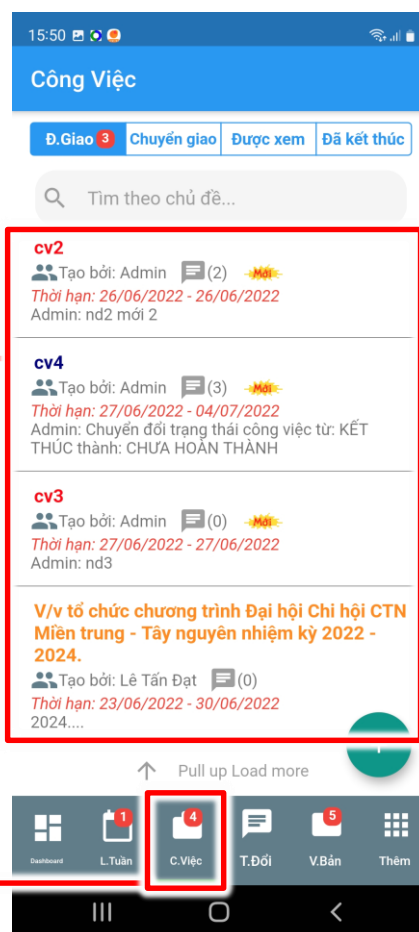 15:50
Công Việc
Đ.Giao 3 Chuyển giao Được xem Đã kết thúc
Tìm theo chủ đề...
cv2
Tạo bởi: Admin (2) Mới
Thời hạn: 26/06/2022 - 26/06/2022
Admin: nd2 mới 2
cv4
Tạo bởi: Admin (3) Mới
Thời hạn: 27/06/2022 - 04/07/2022
Admin: Chuyển đổi trạng thái công việc từ: KẾT
THÚC thành: CHƯA HOÀN THÀNH
cv3
Tạo bởi: Admin (0) Mới
Thời hạn: 27/06/2022 - 27/06/2022
Admin: nd3
V/v tổ chức chương trình Đại hội Chi hội CTN
Miền trung - Tây nguyên nhiệm kỳ 2022 -
2024.
Tạo bởi: Lê Tấn Đạt (0)
Thời hạn: 23/06/2022 - 30/06/2022
2024....
Pull up Load more
1 4 5
Dashboard L.Tuần C.Việc T.Đổi V.Bản Thêm